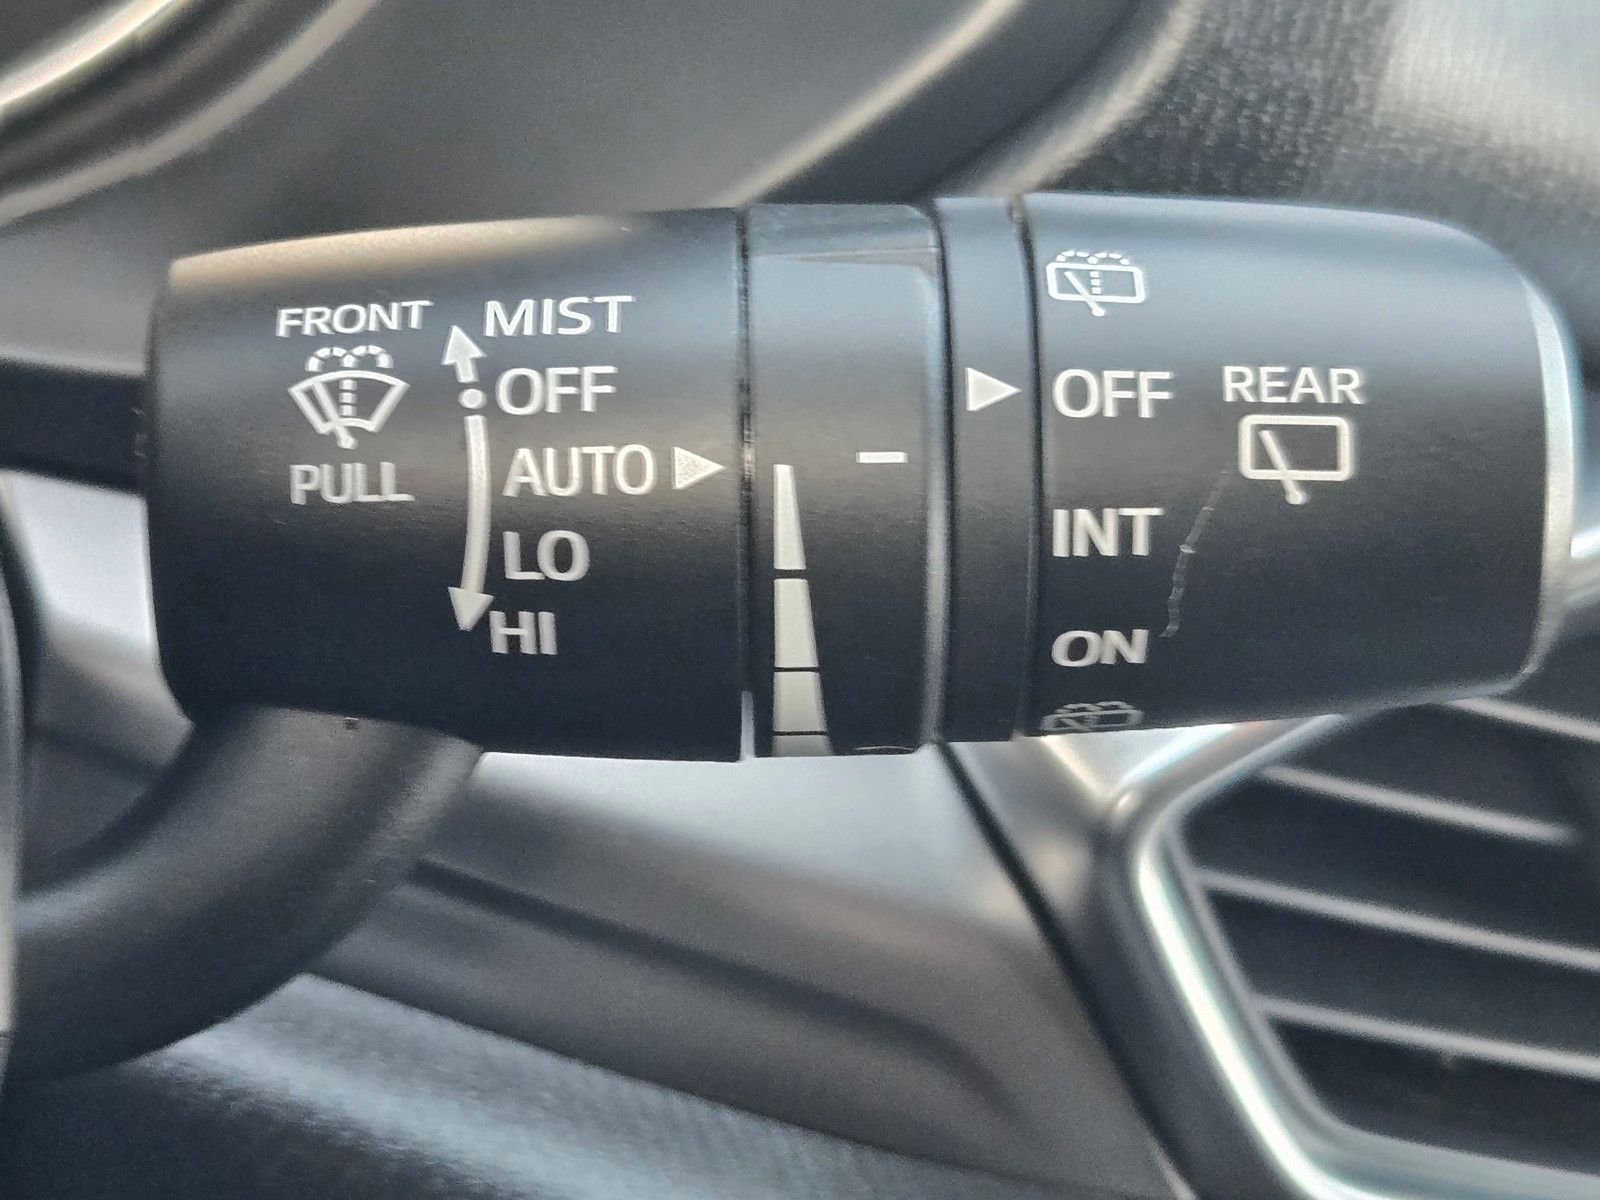 FRONT
PULL
MIST
OFF
AUTO
LO
HI
OFF
INT
ON
REAR